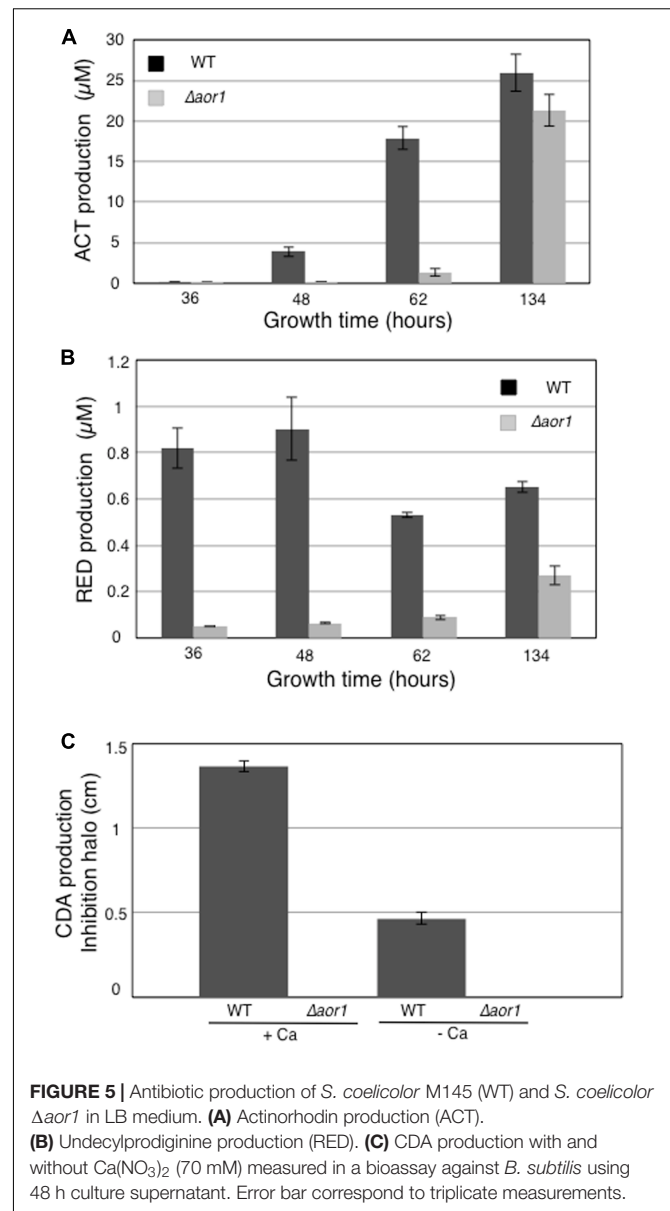 A
30
25
20
15
10
5
0
ACT production (µM)
WT
Δaor1
36 48 62 134
Growth time (hours)
B
1.2
1
0.8
0.6
0.4
0.2
0
RED production (µM)
WT
Δaor1
36 48 62 134
Growth time (hours)
C
1.5
1
0.5
0
CDA production
Inhibition halo (cm)
WT Δaor1 WT Δaor1
+ Ca - Ca
FIGURE 5 | Antibiotic production of S. coelicolor M145 (WT) and S. coelicolor
Δaor1 in LB medium. (A) Actinorhodin production (ACT).
(B) Undecylprodiginine production (RED). (C) CDA production with and
without Ca(NO₃)₂ (70 mM) measured in a bioassay against B. subtilis using
48 h culture supernatant. Error bar correspond to triplicate measurements.